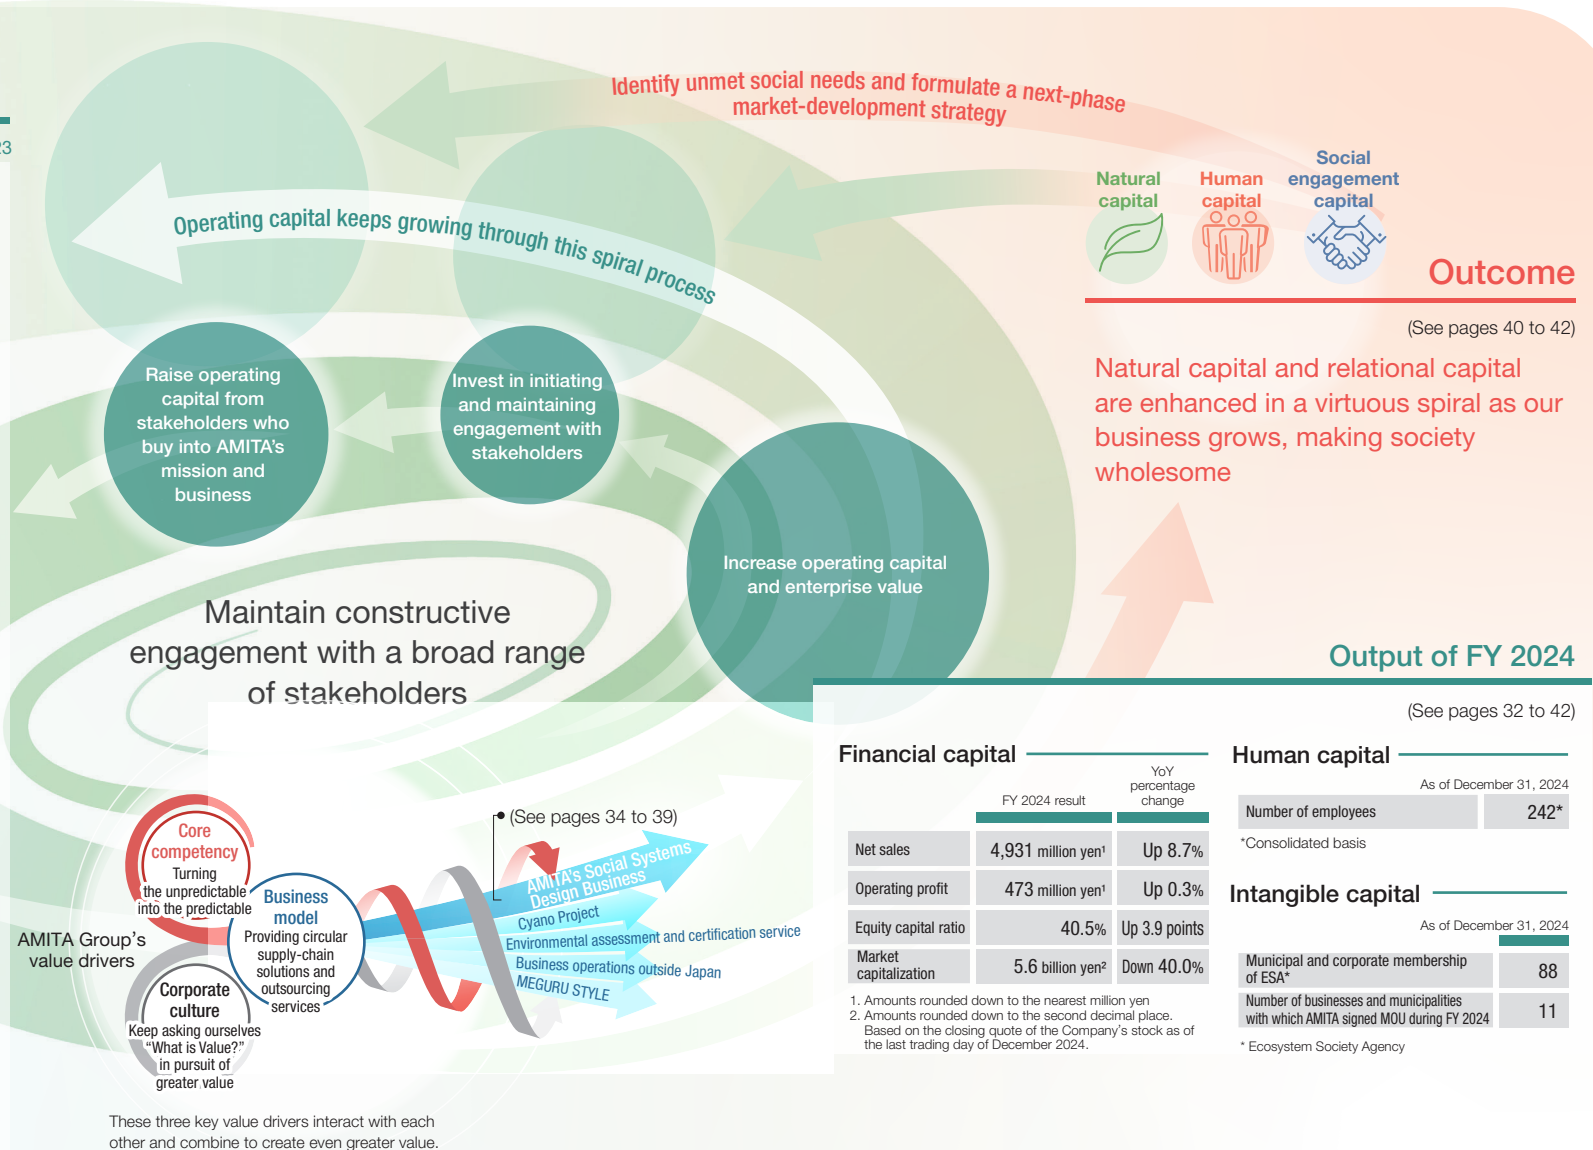 23
Identify unmet social needs and formulate a next-phase
market-development strategy
Operating capital keeps growing through this spiral process
Natural
capital
Human
capital
Social
engagement
capital
Outcome
(See pages 40 to 42)
Natural capital and relational capital
are enhanced in a virtuous spiral as our
business grows, making society
wholesome
Raise operating
capital from
stakeholders who
buy into AMITA’s
mission and
business
Invest in initiating
and maintaining
engagement with
stakeholders
Increase operating capital
and enterprise value
Maintain constructive
engagement with a broad range
of stakeholders
Output of FY 2024
(See pages 32 to 42)
Financial capital
FY 2024 result
YoY
percentage
change
Net sales 4,931 million yen¹ Up 8.7%
Operating profit 473 million yen¹ Up 0.3%
Equity capital ratio 40.5% Up 3.9 points
Market
capitalization 5.6 billion yen² Down 40.0%
1. Amounts rounded down to the nearest million yen
2. Amounts rounded down to the second decimal place.
Based on the closing quote of the Company’s stock as of
the last trading day of December 2024.
Human capital
As of December 31, 2024
Number of employees 242*
*Consolidated basis
Intangible capital
As of December 31, 2024
Municipal and corporate membership
of ESA* 88
Number of businesses and municipalities
with which AMITA signed MOU during FY 2024 11
* Ecosystem Society Agency
AMITA Group’s
value drivers
Core
competency
Turning
the unpredictable
into the predictable
Business
model
Providing circular
supply-chain
solutions and
outsourcing
services
Corporate
culture
Keep asking ourselves
“What is Value?”
in pursuit of
greater value
(See pages 34 to 39)
AMITA’s Social Systems
Design Business
Cyano Project
Environmental assessment and certification service
Business operations outside Japan
MEGURU STYLE
These three key value drivers interact with each
other and combine to create even greater value.